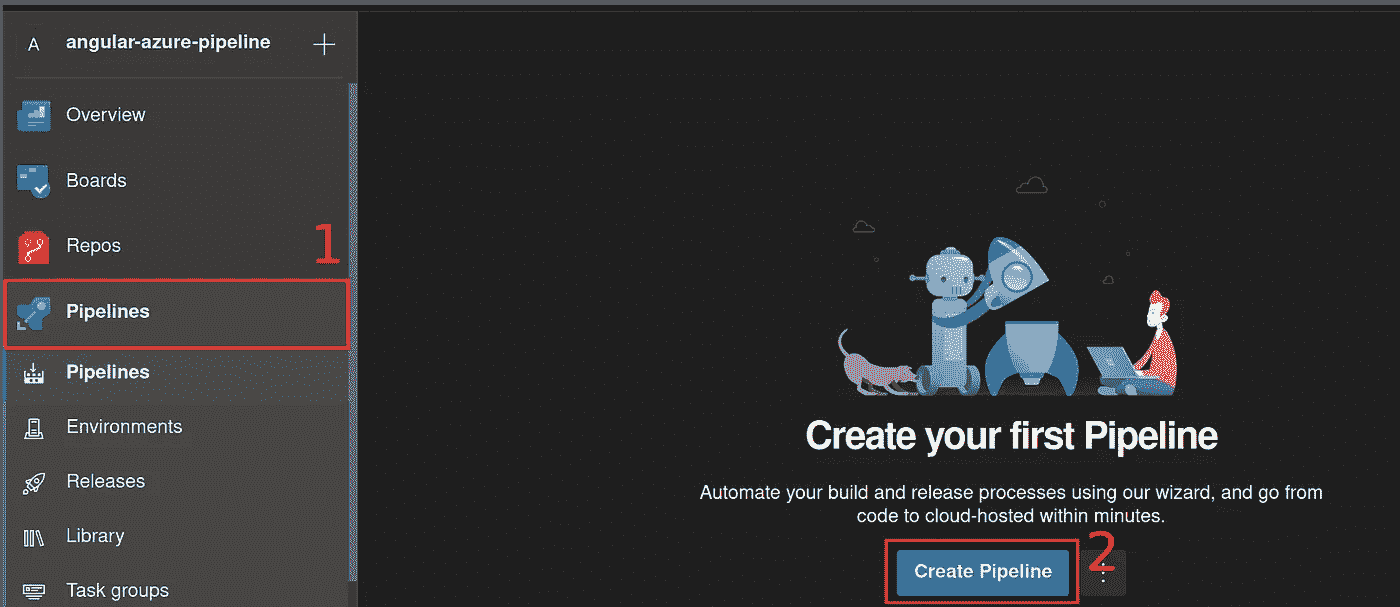 A angular-azure-pipeline
Overview
Boards
Repos
1
Pipelines
Pipelines
Environments
Releases
Library
Task groups
Create your first Pipeline
Automate your build and release processes using our wizard, and go from
code to cloud-hosted within minutes.
Create Pipeline
2